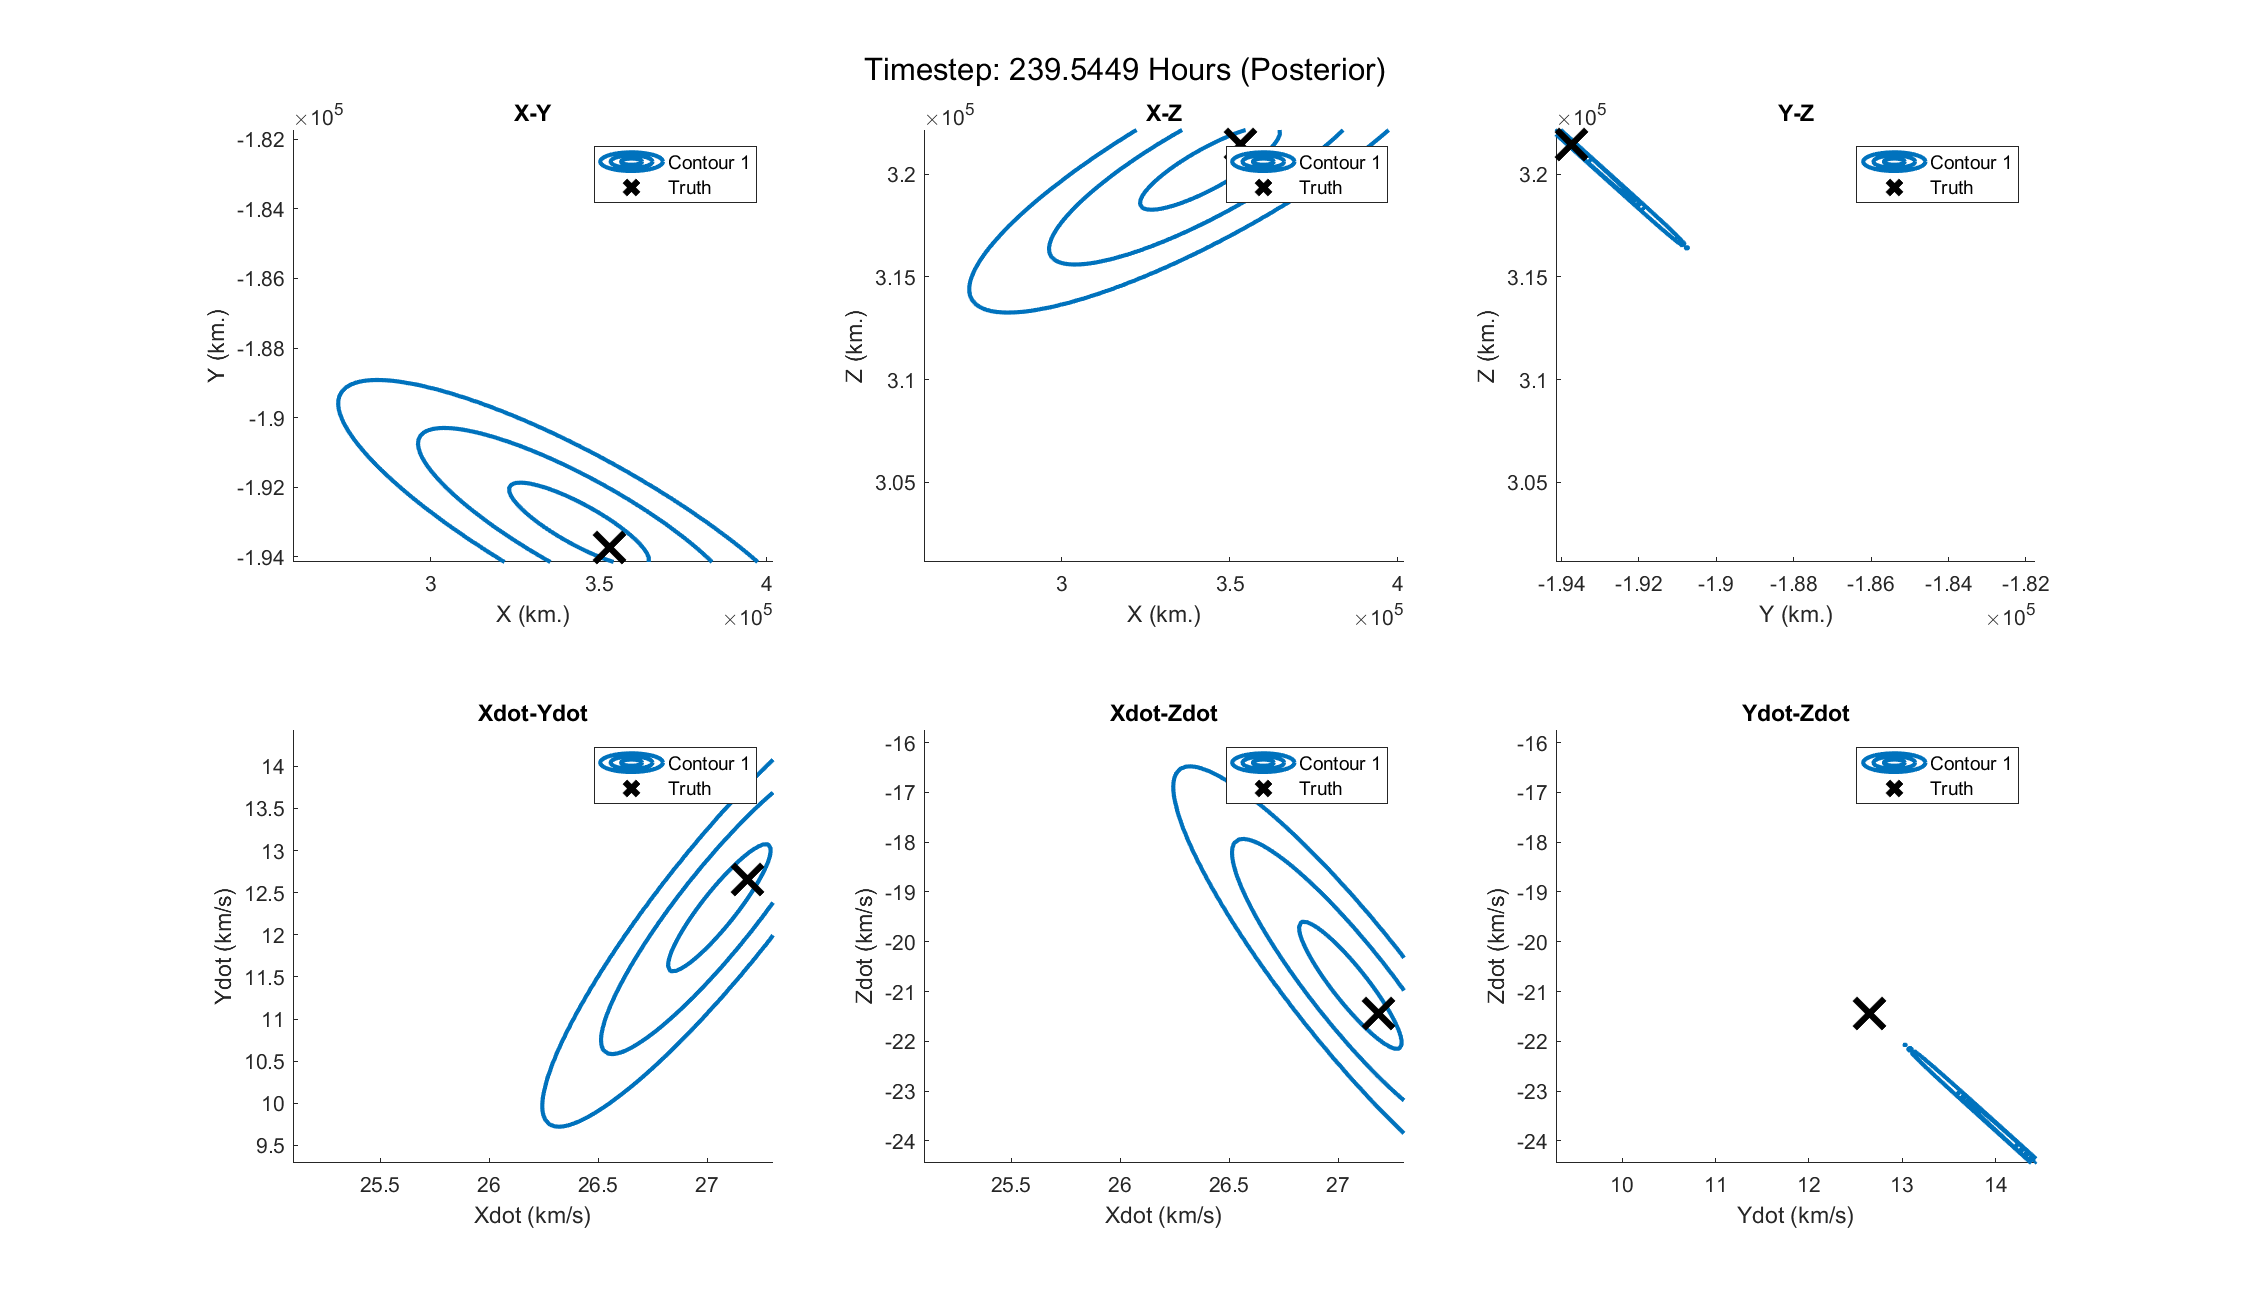 Timestep: 239.5449 Hours (Posterior)
X-Y
×10^5
-1.82
-1.84
-1.86
-1.88
-1.9
-1.92
-1.94
Y (km.)
3 3.5 4
X (km.)
×10^5
Contour 1
Truth
X-Z
×10^5
3.2
3.15
3.1
3.05
Z (km.)
3 3.5 4
X (km.)
×10^5
Contour 1
Truth
Y-Z
×10^5
3.2
3.15
3.1
3.05
Z (km.)
-1.94 -1.92 -1.9 -1.88 -1.86 -1.84 -1.82
Y (km.)
×10^5
Contour 1
Truth
Xdot-Ydot
14
13.5
13
12.5
12
11.5
11
10.5
10
9.5
Ydot (km/s)
25.5 26 26.5 27
Xdot (km/s)
Contour 1
Truth
Xdot-Zdot
-16
-17
-18
-19
-20
-21
-22
-23
-24
Zdot (km/s)
25.5 26 26.5 27
Xdot (km/s)
Contour 1
Truth
Ydot-Zdot
-16
-17
-18
-19
-20
-21
-22
-23
-24
Zdot (km/s)
10 11 12 13 14
Ydot (km/s)
Contour 1
Truth